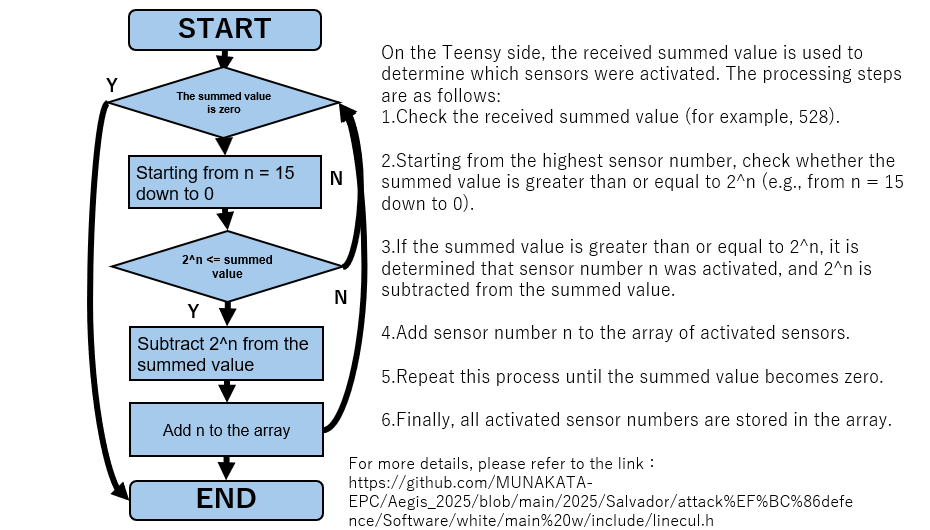 START
Y
The summed value
is zero
Starting from n = 15
down to 0
N
2^n <= summed
value
N
Y
Subtract 2^n from the
summed value
Add n to the array
END
On the Teensy side, the received summed value is used to
determine which sensors were activated. The processing steps
are as follows:
1.Check the received summed value (for example, 528).
2.Starting from the highest sensor number, check whether the
summed value is greater than or equal to 2^n (e.g., from n = 15
down to 0).
3.If the summed value is greater than or equal to 2^n, it is
determined that sensor number n was activated, and 2^n is
subtracted from the summed value.
4.Add sensor number n to the array of activated sensors.
5.Repeat this process until the summed value becomes zero.
6.Finally, all activated sensor numbers are stored in the array.
For more details, please refer to the link：
https://github.com/MUNAKATA-
EPC/Aegis_2025/blob/main/2025/Salvador/attack%EF%BC%86defe
nce/Software/white/main%20w/include/linecul.h